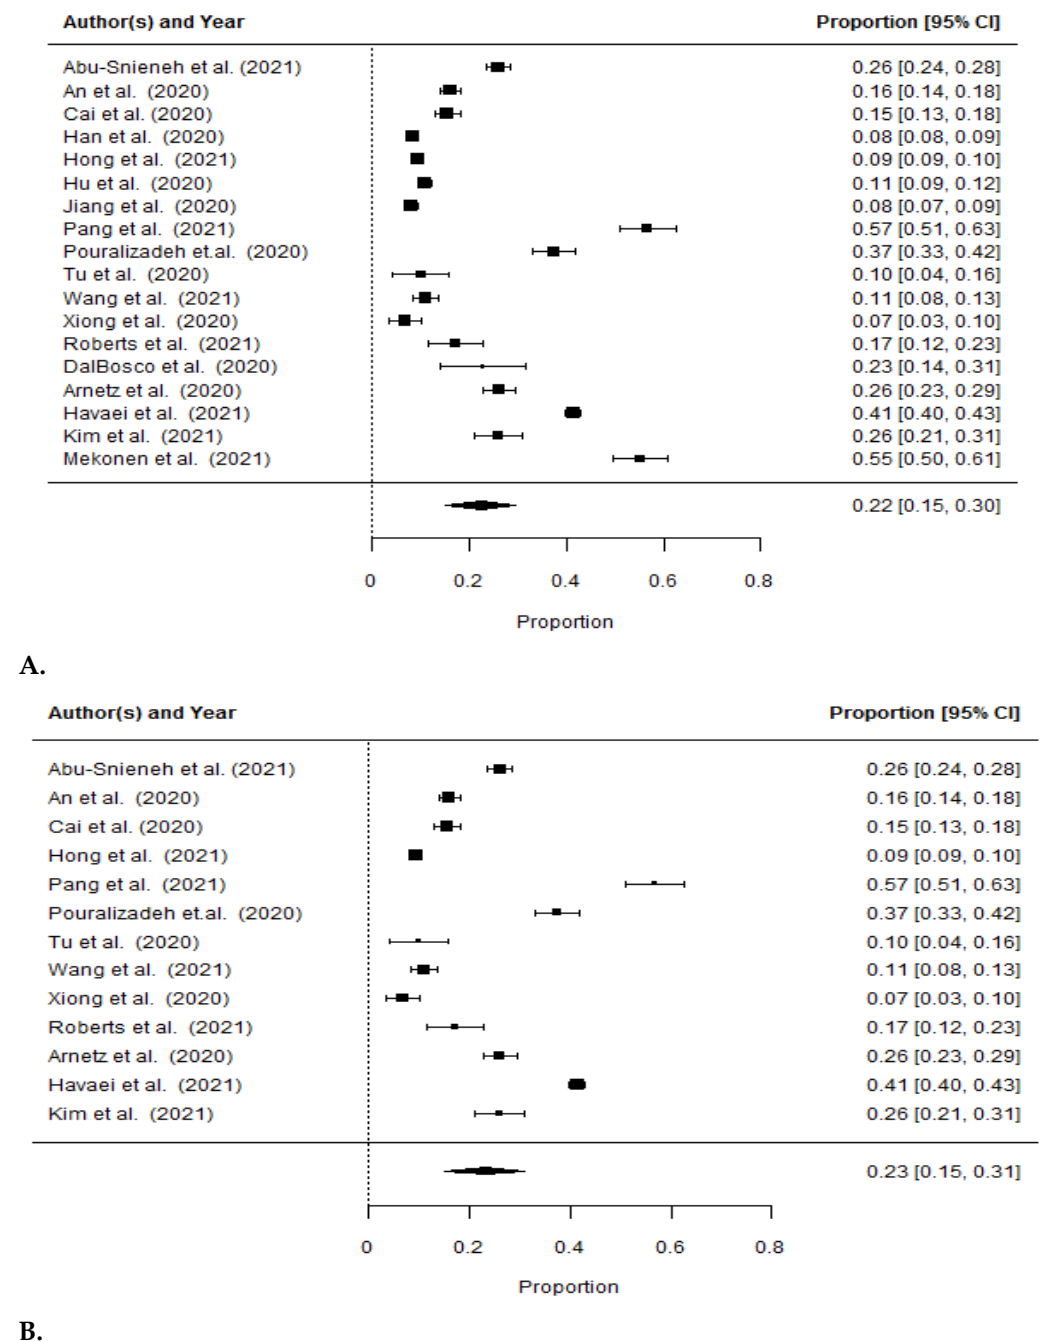 Author(s) and Year Proportion [95% CI]
Abu-Snieneh et al. (2021) 0.26 [0.24, 0.28]
An et al. (2020) 0.16 [0.14, 0.18]
Cai et al. (2020) 0.15 [0.13, 0.18]
Han et al. (2020) 0.08 [0.08, 0.09]
Hong et al. (2021) 0.09 [0.09, 0.10]
Hu et al. (2020) 0.11 [0.09, 0.12]
Jiang et al. (2020) 0.08 [0.07, 0.09]
Pang et al. (2021) 0.57 [0.51, 0.63]
Pouralizadeh et.al. (2020) 0.37 [0.33, 0.42]
Tu et al. (2020) 0.10 [0.04, 0.16]
Wang et al. (2021) 0.11 [0.08, 0.13]
Xiong et al. (2020) 0.07 [0.03, 0.10]
Roberts et al. (2021) 0.17 [0.12, 0.23]
DalBosco et al. (2020) 0.23 [0.14, 0.31]
Arnetz et al. (2020) 0.26 [0.23, 0.29]
Havaei et al. (2021) 0.41 [0.40, 0.43]
Kim et al. (2021) 0.26 [0.21, 0.31]
Mekonen et al. (2021) 0.55 [0.50, 0.61]
0.22 [0.15, 0.30]
0 0.2 0.4 0.6 0.8
Proportion
A.
Author(s) and Year Proportion [95% CI]
Abu-Snieneh et al. (2021) 0.26 [0.24, 0.28]
An et al. (2020) 0.16 [0.14, 0.18]
Cai et al. (2020) 0.15 [0.13, 0.18]
Hong et al. (2021) 0.09 [0.09, 0.10]
Pang et al. (2021) 0.57 [0.51, 0.63]
Pouralizadeh et.al. (2020) 0.37 [0.33, 0.42]
Tu et al. (2020) 0.10 [0.04, 0.16]
Wang et al. (2021) 0.11 [0.08, 0.13]
Xiong et al. (2020) 0.07 [0.03, 0.10]
Roberts et al. (2021) 0.17 [0.12, 0.23]
Arnetz et al. (2020) 0.26 [0.23, 0.29]
Havaei et al. (2021) 0.41 [0.40, 0.43]
Kim et al. (2021) 0.26 [0.21, 0.31]
0.23 [0.15, 0.31]
0 0.2 0.4 0.6 0.8
Proportion
B.